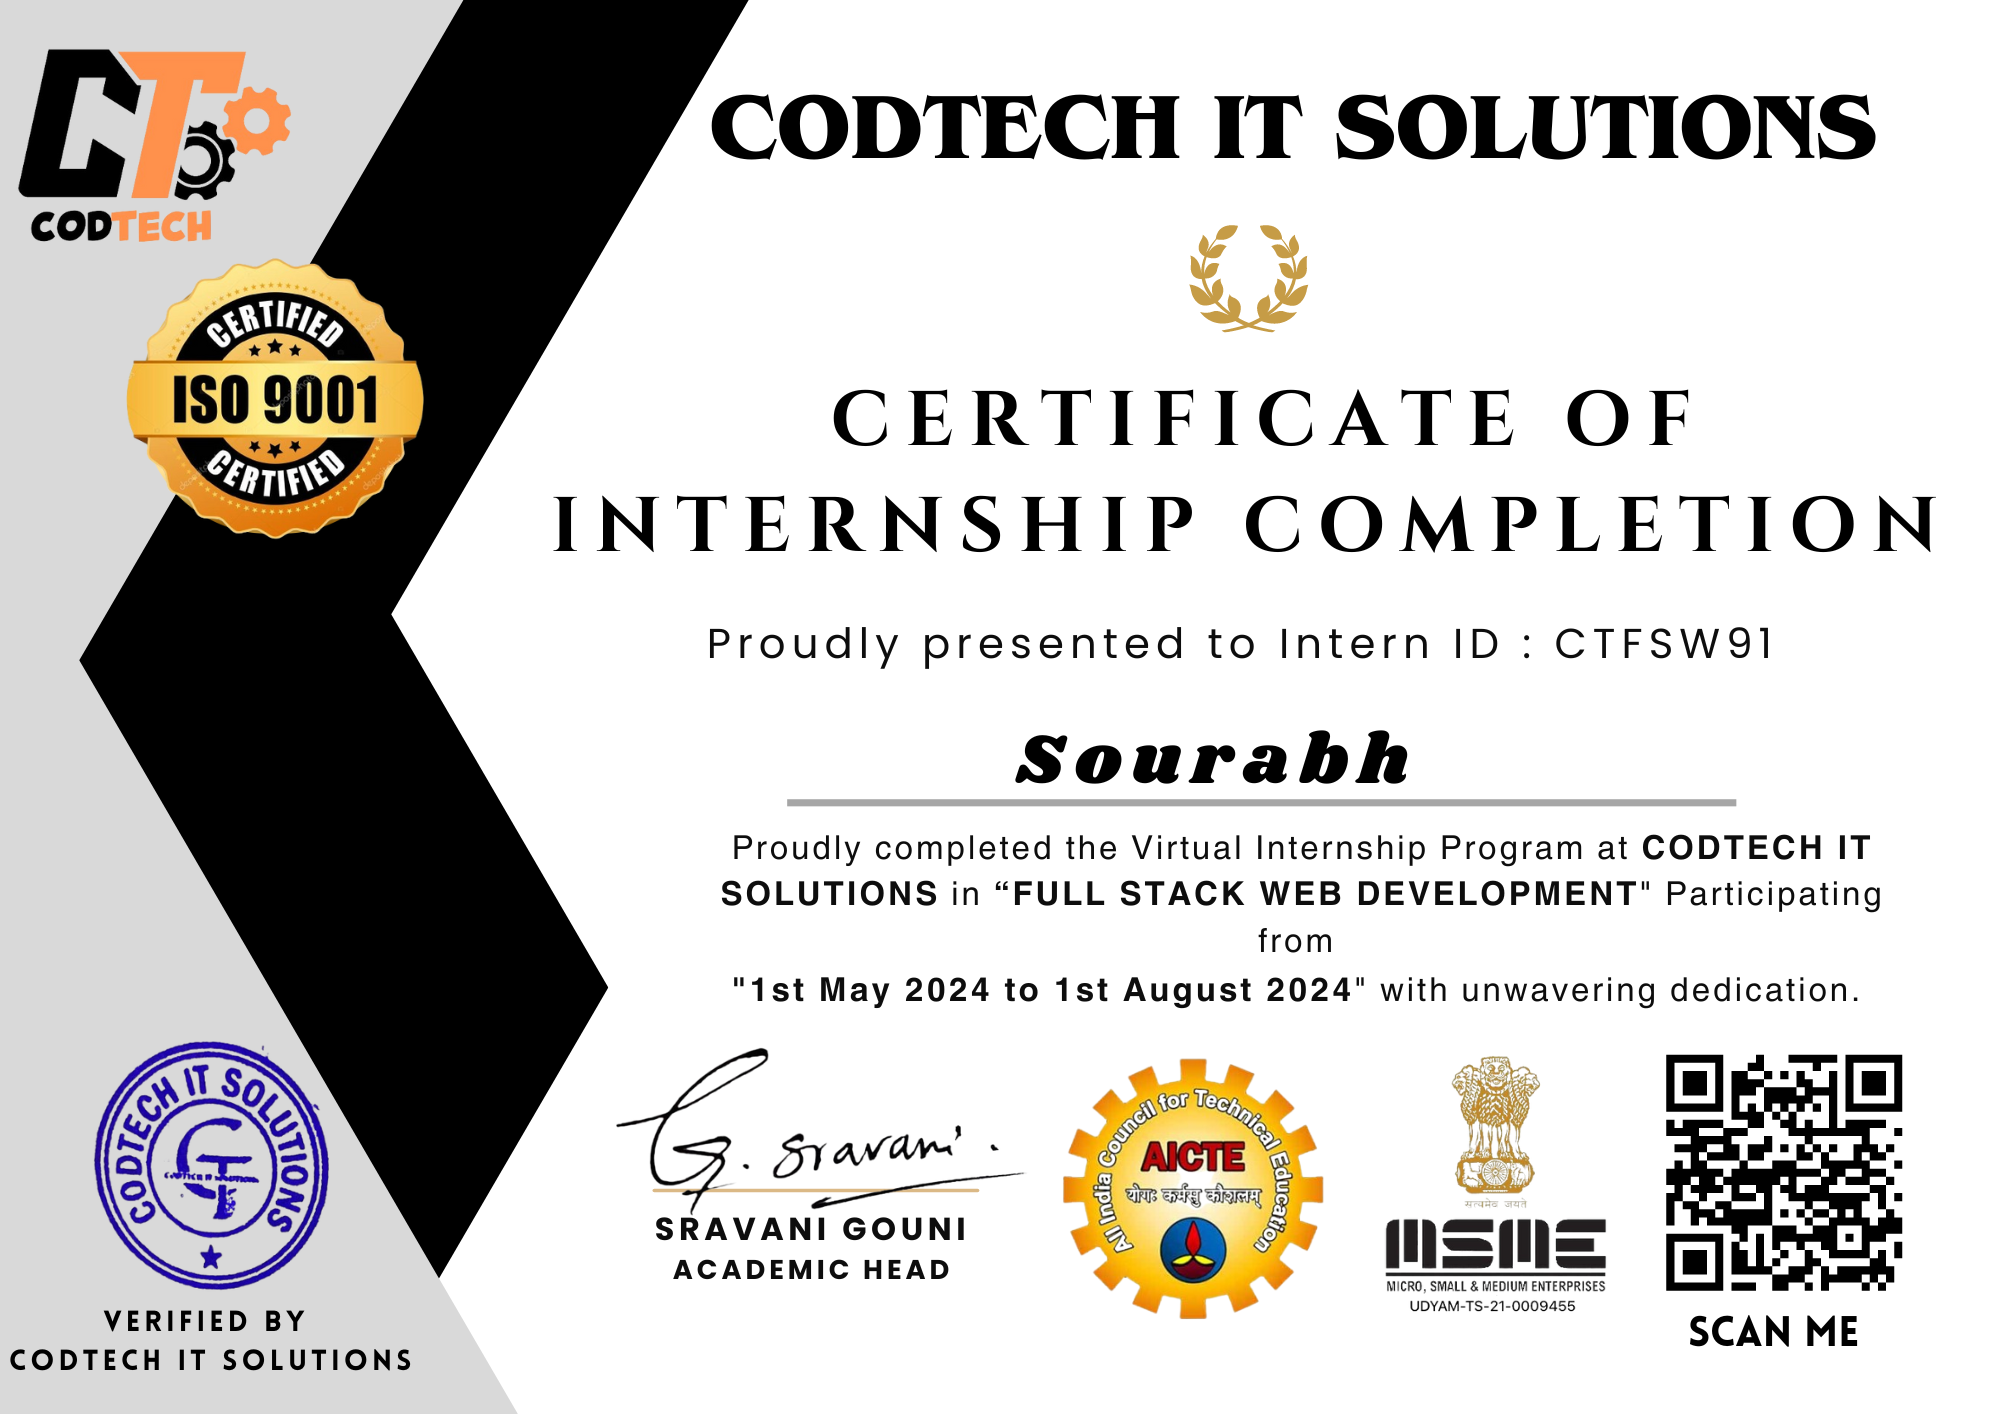 CODTECH
CERTIFIED
ISO 9001
CERTIFIED
CODTECH IT SOLUTIONS
CERTIFICATE OF
INTERNSHIP COMPLETION
Proudly presented to Intern ID : CTFSW91
Sourabh
Proudly completed the Virtual Internship Program at CODTECH IT
SOLUTIONS in “FULL STACK WEB DEVELOPMENT" Participating
from
"1st May 2024 to 1st August 2024" with unwavering dedication.
CODTECH IT SOLUTIONS
CT
VERIFIED BY
CODTECH IT SOLUTIONS
G. Sravani.
SRAVANI GOUNI
ACADEMIC HEAD
All India Council for Technical Education
AICTE
योगः कर्मसु कौशलम्
सत्यमेव जयते
MSME
MICRO, SMALL & MEDIUM ENTERPRISES
UDYAM-TS-21-0009455
SCAN ME